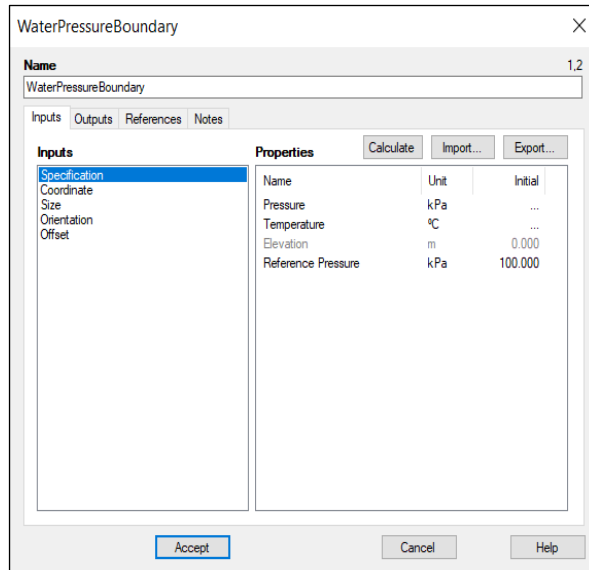 WaterPressureBoundary
Name 1,2
WaterPressureBoundary
Inputs Outputs References Notes
Inputs
Specification
Coordinate
Size
Orientation
Offset
Properties Calculate Import... Export...
Name Unit Initial
Pressure kPa ...
Temperature ºC ...
Elevation m 0.000
Reference Pressure kPa 100.000
Accept Cancel Help